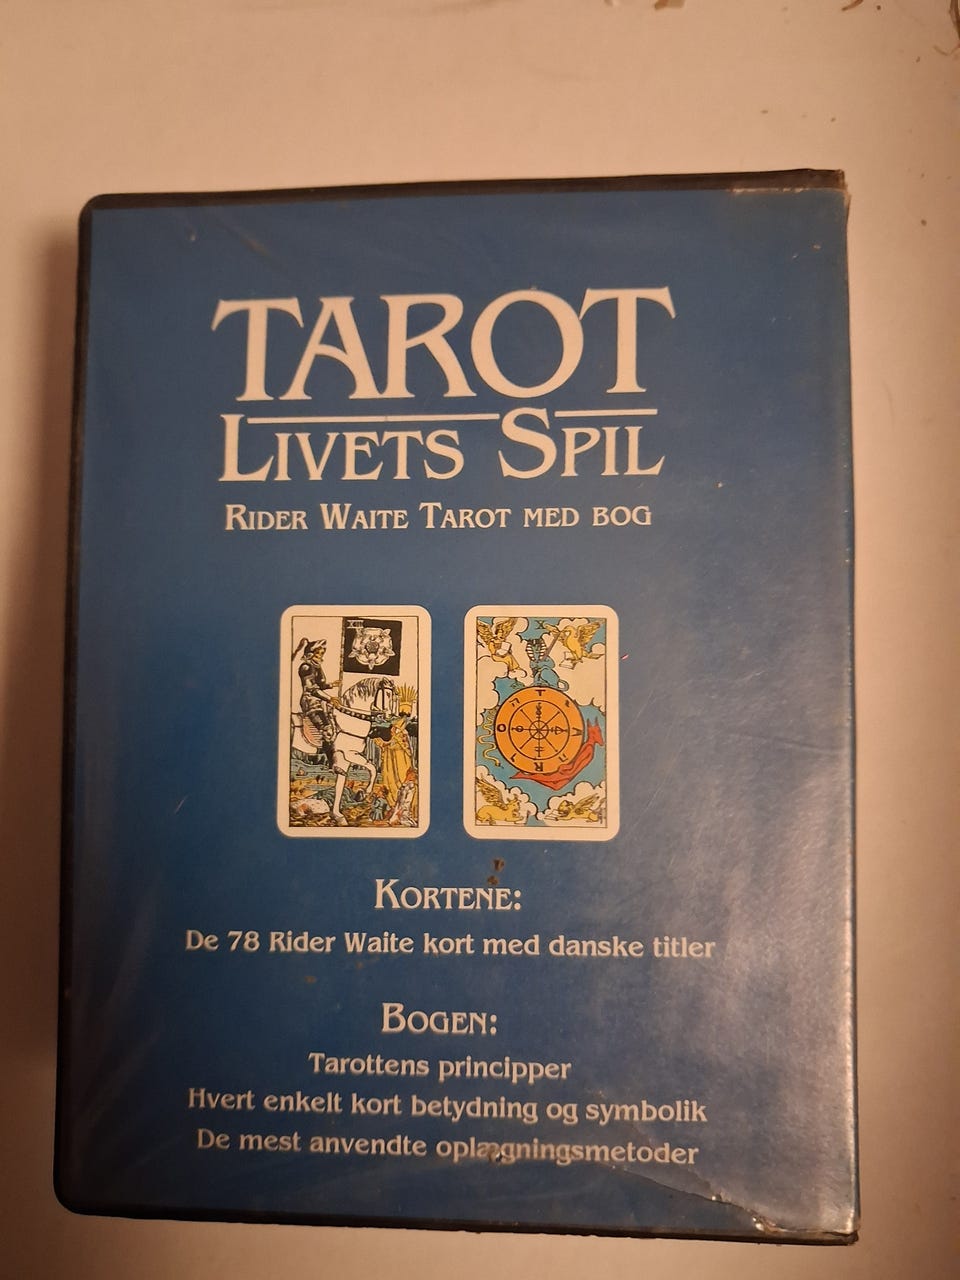 TAROT
LIVETS SPIL
RIDER WAITE TAROT MED BOG
XIII
X
KORTENE:
De 78 Rider Waite kort med danske titler
BOGEN:
Tarottens principper
Hvert enkelt kort betydning og symbolik
De mest anvendte oplægningsmetoder